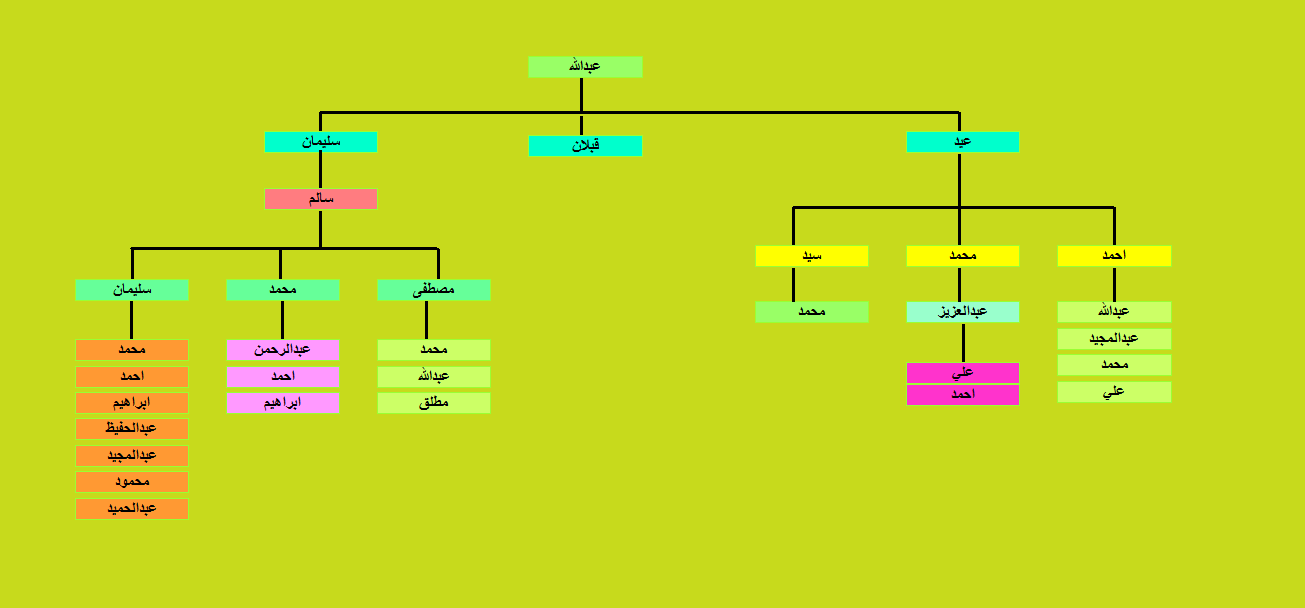 عبدالله
عيد
قبلان
سليمان
سالم
احمد
محمد
سيد
مصطفى
محمد
سليمان
عبدالله
عبدالمجيد
محمد
علي
عبدالعزيز
علي
احمد
محمد
محمد
عبدالله
مطلق
عبدالرحمن
احمد
ابراهيم
محمد
احمد
ابراهيم
عبدالحفيظ
عبدالمجيد
محمود
عبدالحميد